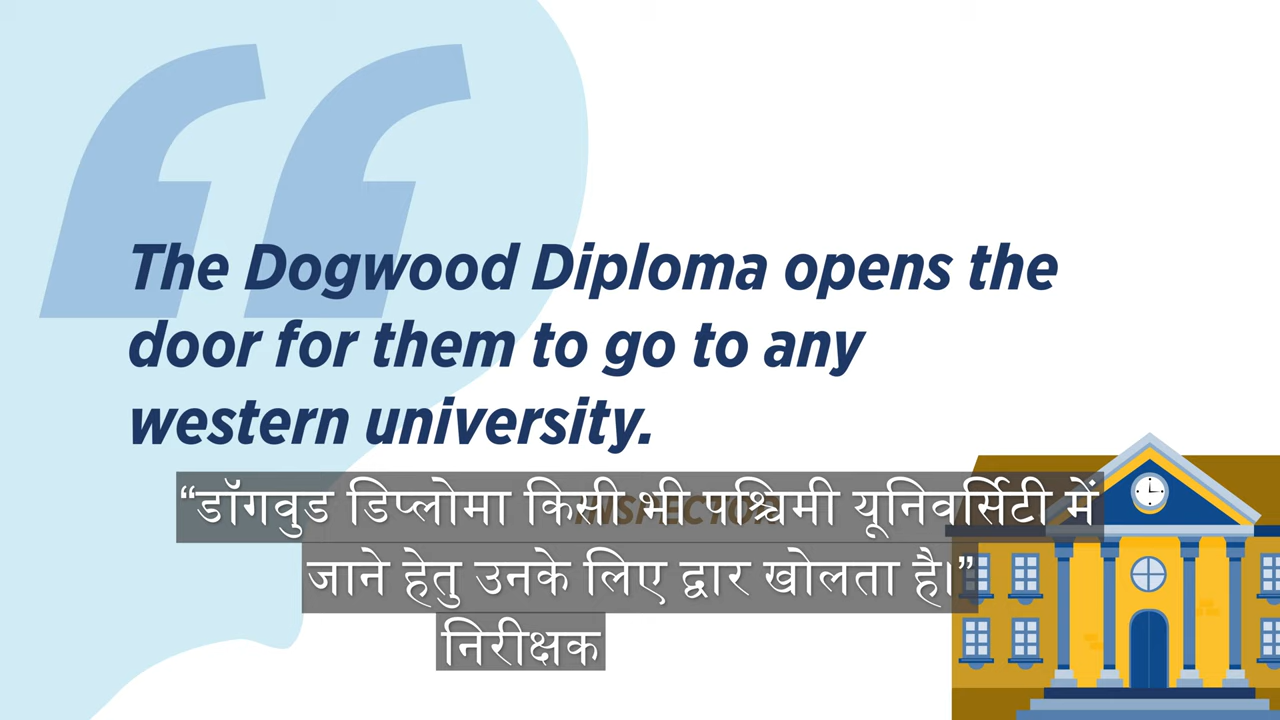 The Dogwood Diploma opens the
door for them to go to any
western university.
INSPECTOR
“डॉगवुड डिप्लोमा किसी भी पश्चिमी यूनिवर्सिटी में
जाने हेतु उनके लिए द्वार खोलता है।”
निरीक्षक